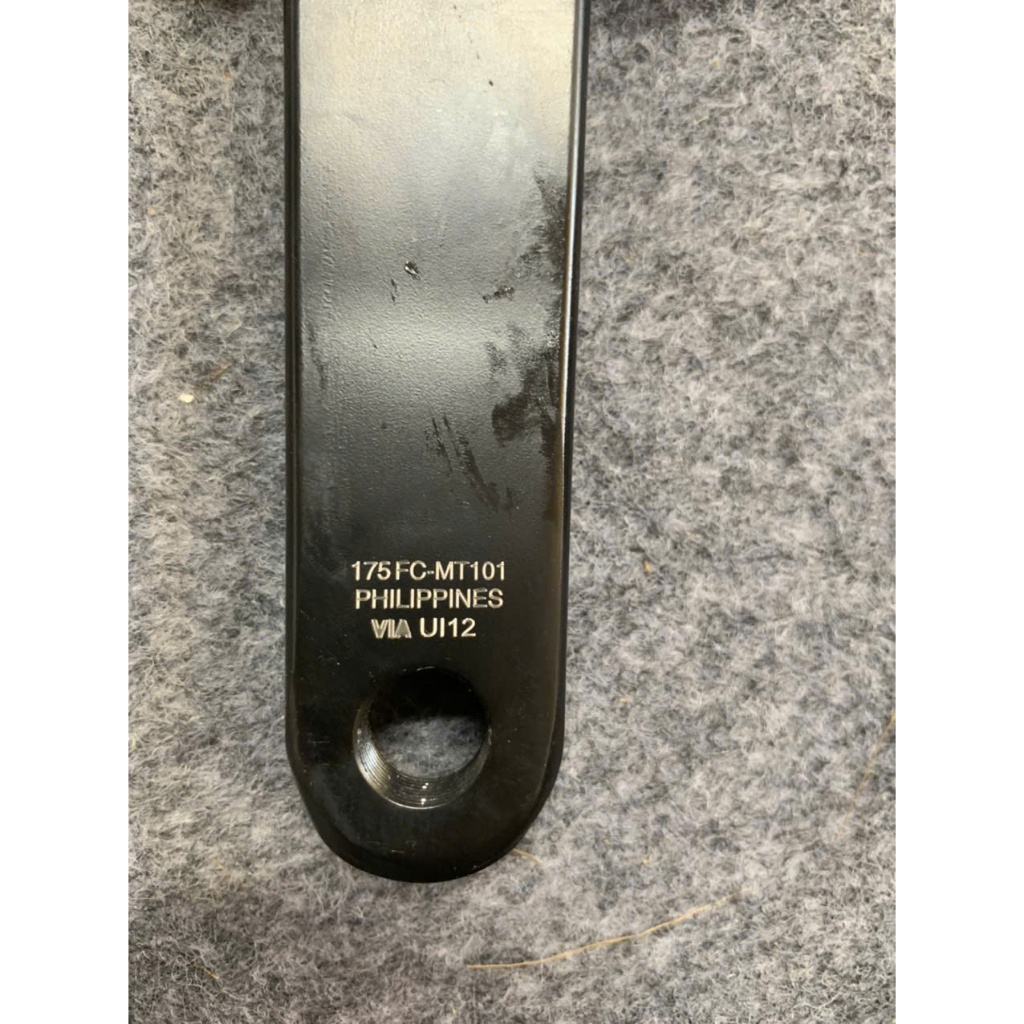 175 FC-MT101
PHILIPPINES
VIA UI12